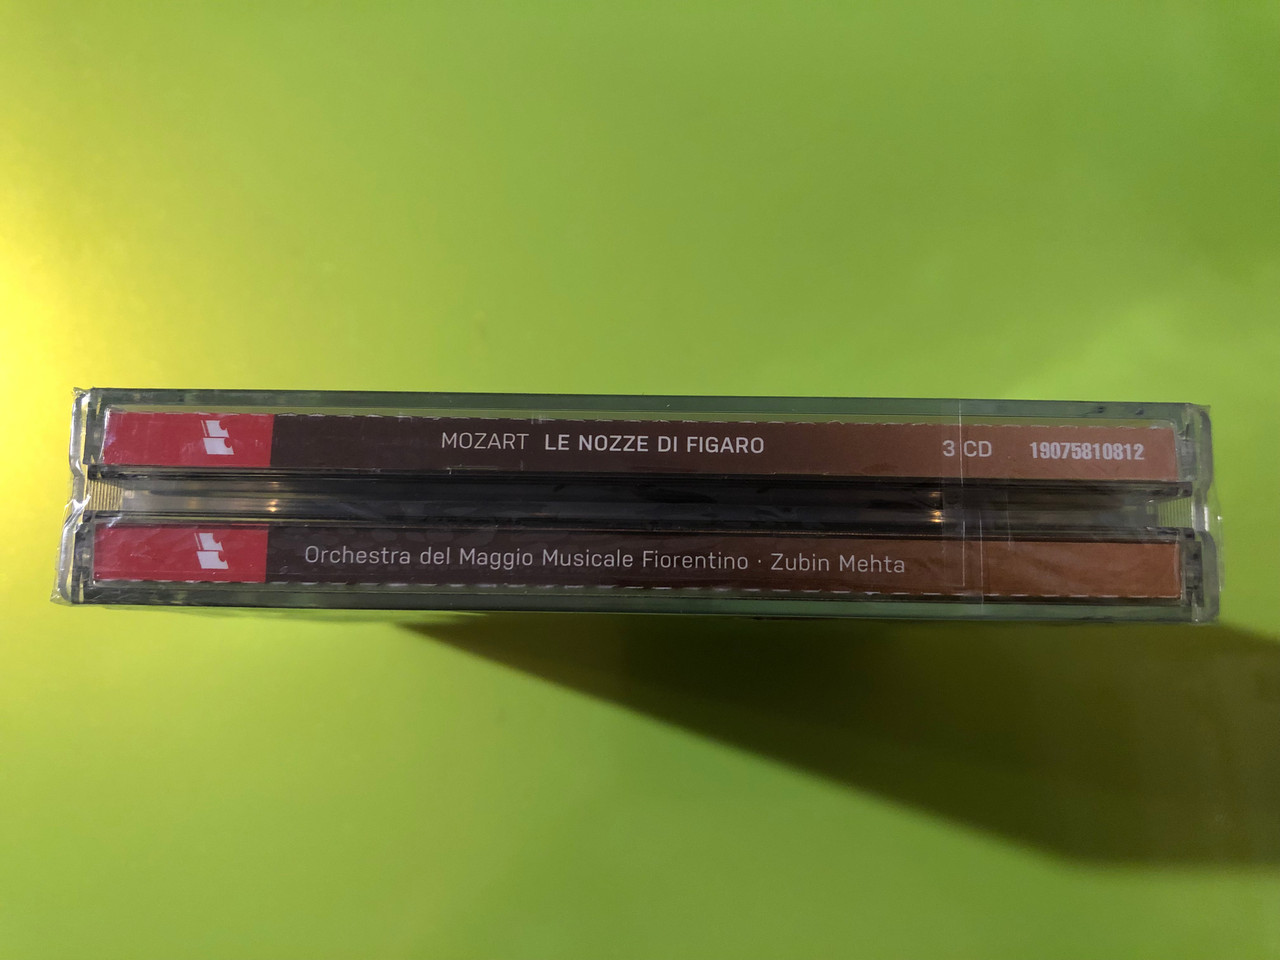 MOZART LE NOZZE DI FIGARO 3 CD 19075810812
Orchestra del Maggio Musicale Fiorentino · Zubin Mehta